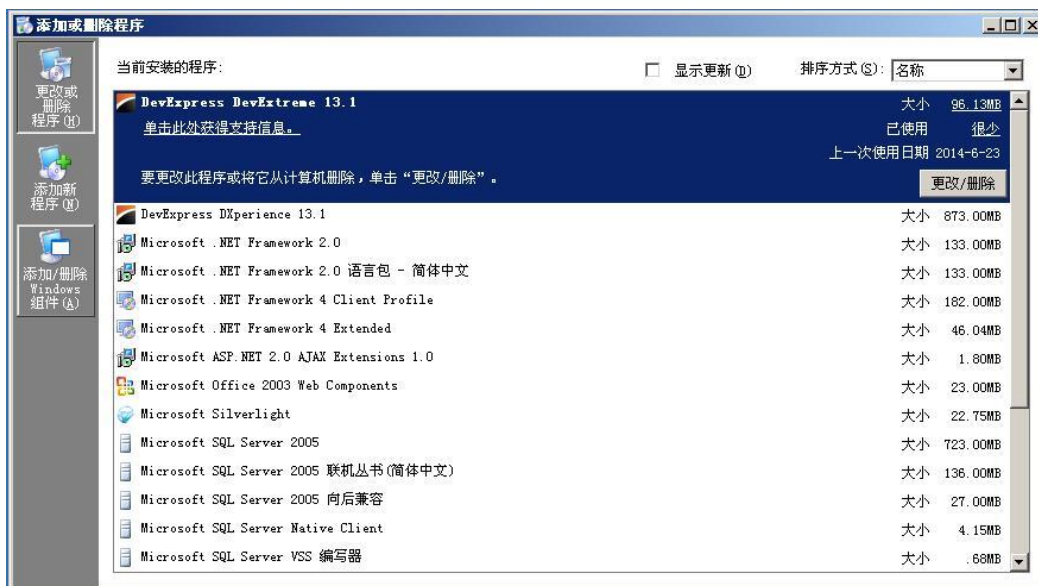 添加或删除程序
更改或
删除
程序(H)
添加新
程序(N)
添加/删除
Windows
组件(A)
当前安装的程序:
显示更新(D)
排序方式(S): 名称
DevExpress DevExtreme 13.1 大小 96.13MB
单击此处获得支持信息。 已使用 很少
上一次使用日期 2014-6-23
要更改此程序或将它从计算机删除，单击“更改/删除”。 更改/删除
DevExpress DXperience 13.1 大小 873.00MB
Microsoft .NET Framework 2.0 大小 133.00MB
Microsoft .NET Framework 2.0 语言包 - 简体中文 大小 133.00MB
Microsoft .NET Framework 4 Client Profile 大小 182.00MB
Microsoft .NET Framework 4 Extended 大小 46.04MB
Microsoft ASP.NET 2.0 AJAX Extensions 1.0 大小 1.80MB
Microsoft Office 2003 Web Components 大小 23.00MB
Microsoft Silverlight 大小 22.75MB
Microsoft SQL Server 2005 大小 723.00MB
Microsoft SQL Server 2005 联机丛书(简体中文) 大小 136.00MB
Microsoft SQL Server 2005 向后兼容 大小 27.00MB
Microsoft SQL Server Native Client 大小 4.15MB
Microsoft SQL Server VSS 编写器 大小 .68MB